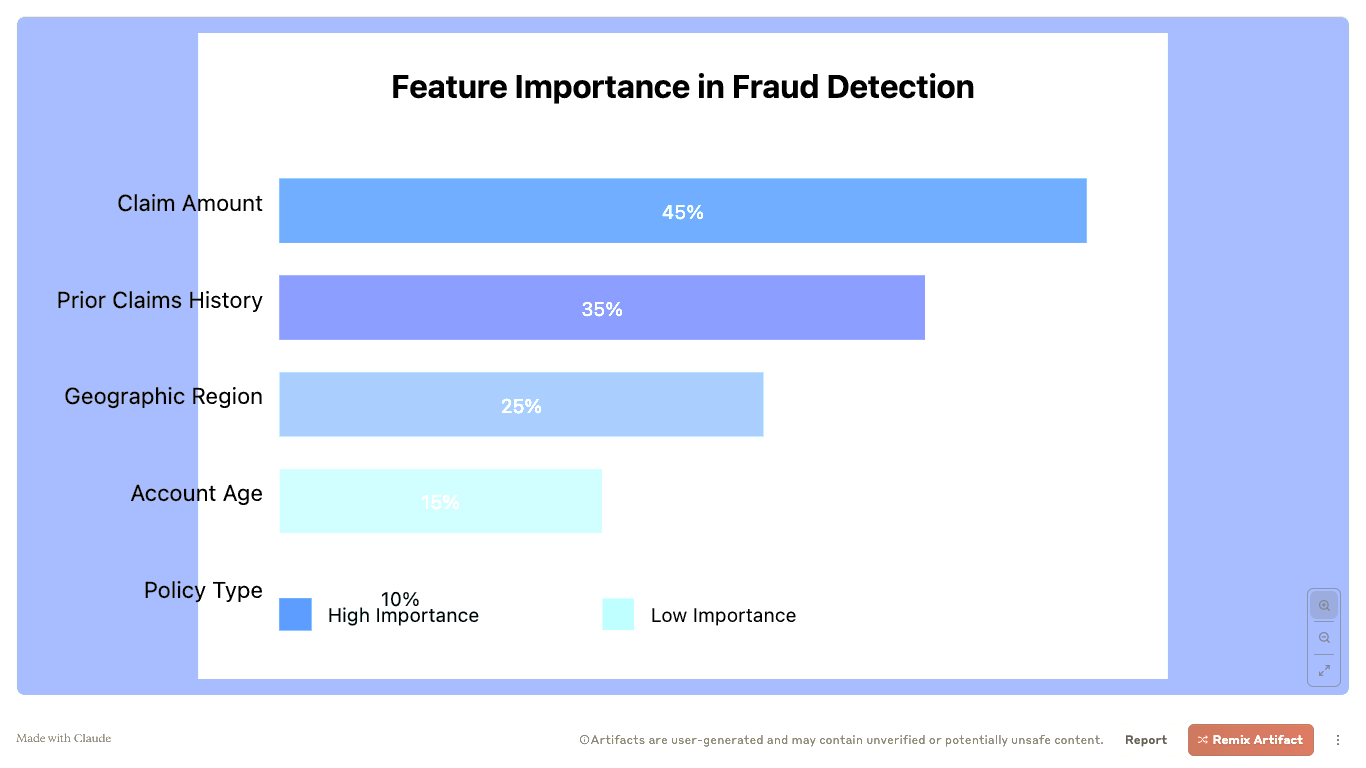 Feature Importance in Fraud Detection
Claim Amount
45%
Prior Claims History
35%
Geographic Region
25%
Account Age
15%
Policy Type
10%
High Importance
Low Importance
Made with Claude
Artifacts are user-generated and may contain unverified or potentially unsafe content.
Report
Remix Artifact